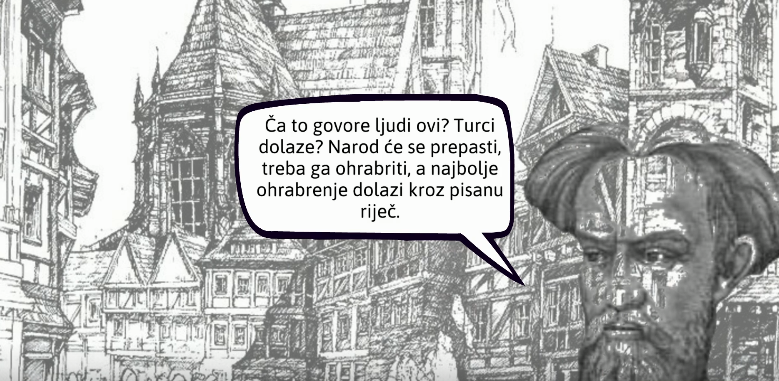 Ča to govore ljudi ovi? Turci
dolaze? Narod će se prepasti,
treba ga ohrabriti, a najbolje
ohrabrenje dolazi kroz pisanu
riječ.